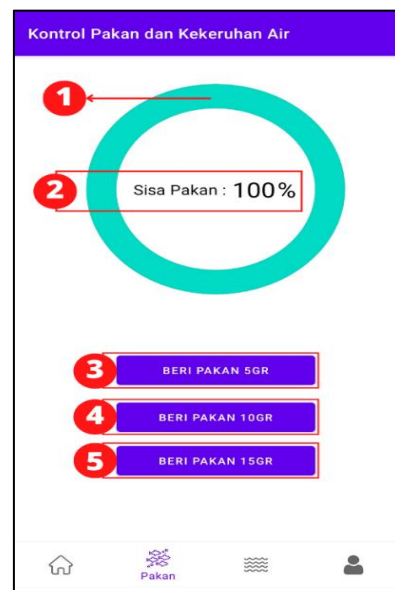 Kontrol Pakan dan Kekeruhan Air
1
2
Sisa Pakan : 100%
3
BERI PAKAN 5GR
4
BERI PAKAN 10GR
5
BERI PAKAN 15GR
Pakan